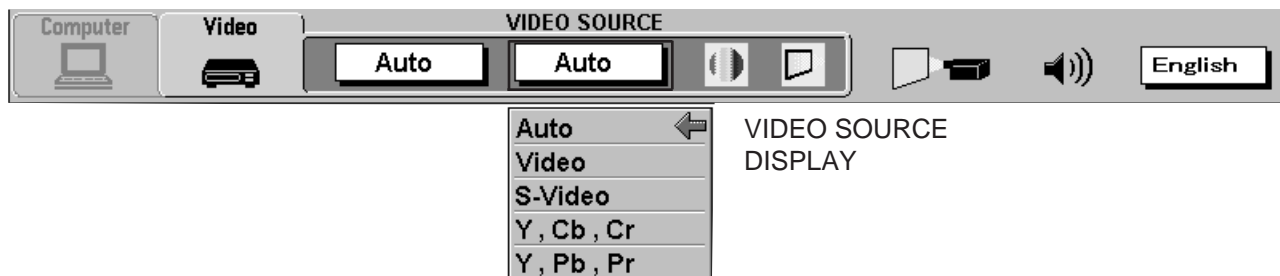 Computer
Video
VIDEO SOURCE
Auto
Auto
English
Auto
Video
S-Video
Y , Cb , Cr
Y , Pb , Pr
VIDEO SOURCE
DISPLAY